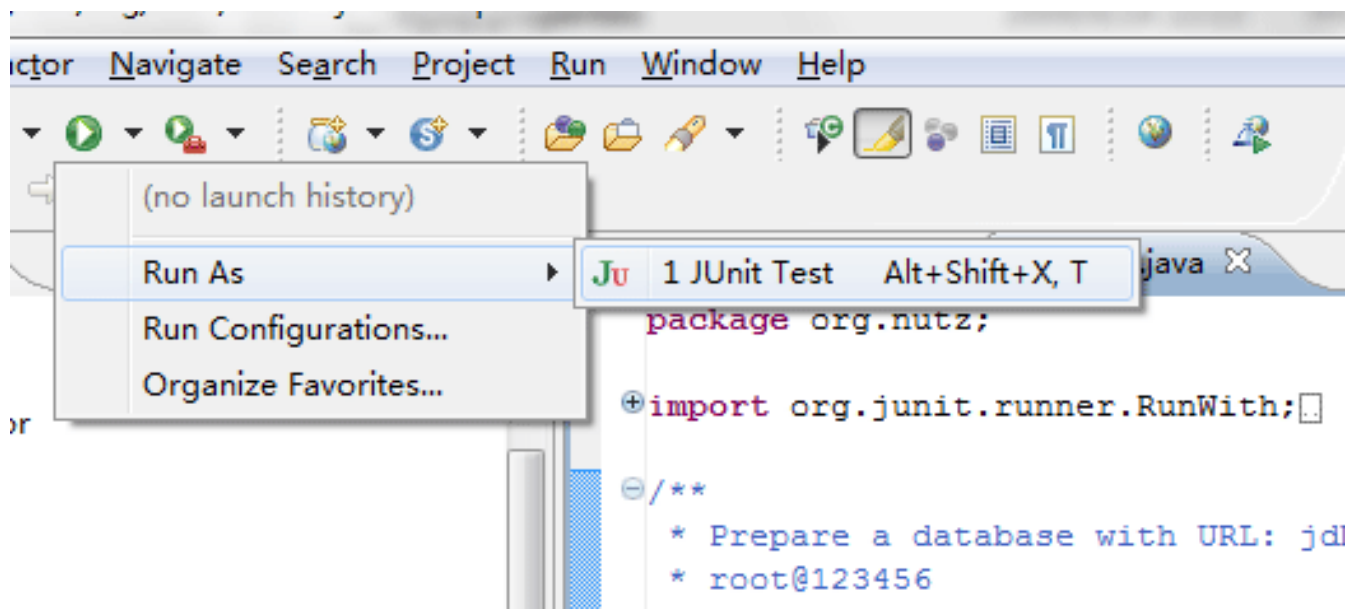 ctor Navigate Search Project Run Window Help
(no launch history)
Run As
JU 1 JUnit Test Alt+Shift+X, T
.java
Run Configurations...
Organize Favorites...
or
package org.nutz;
import org.junit.runner.RunWith;
/**
* Prepare a database with URL: jd
* root@123456